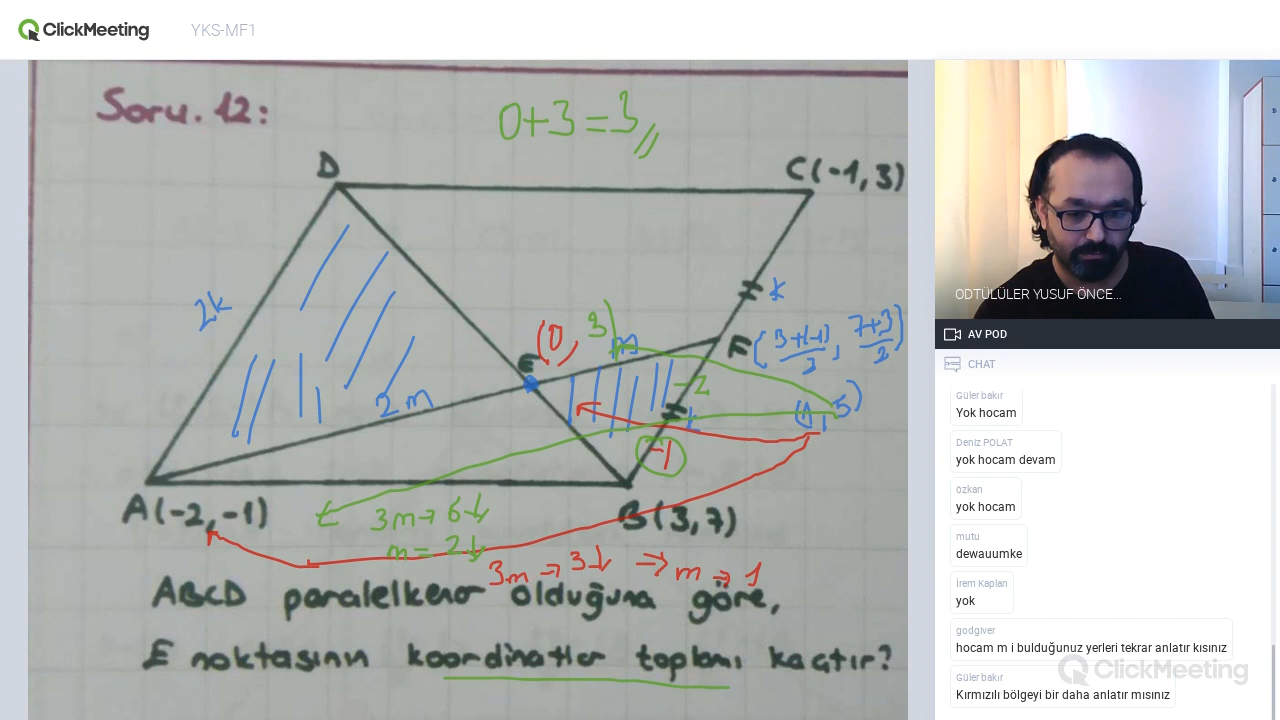 ClickMeeting
YKS-MF1
Soru. 12:
0+3=3
D
C(-1,3)
2k
k
(0, 3)
m
E
F
(3+(-1)/2, 7+3/2)
2m
-2
(1, 5)
k
-1
A(-2,-1)
B(3,7)
3m→6↓
m=2↓
3m→3↓ → m→1
ABCD paralelkenar olduğuna göre,
E noktasının koordinatlar toplamı kaçtır?
ODTÜLÜLER YUSUF ÖNCE...
AV POD
CHAT
Güler bakır
Yok hocam
Deniz POLAT
yok hocam devam
özkan
yok hocam
mutu
dewauumke
İrem Kaplan
yok
godgiver
hocam m i bulduğunuz yerleri tekrar anlatır kısınız
Güler bakır
Kırmızılı bölgeyi bir daha anlatır mısınız
ClickMeeting